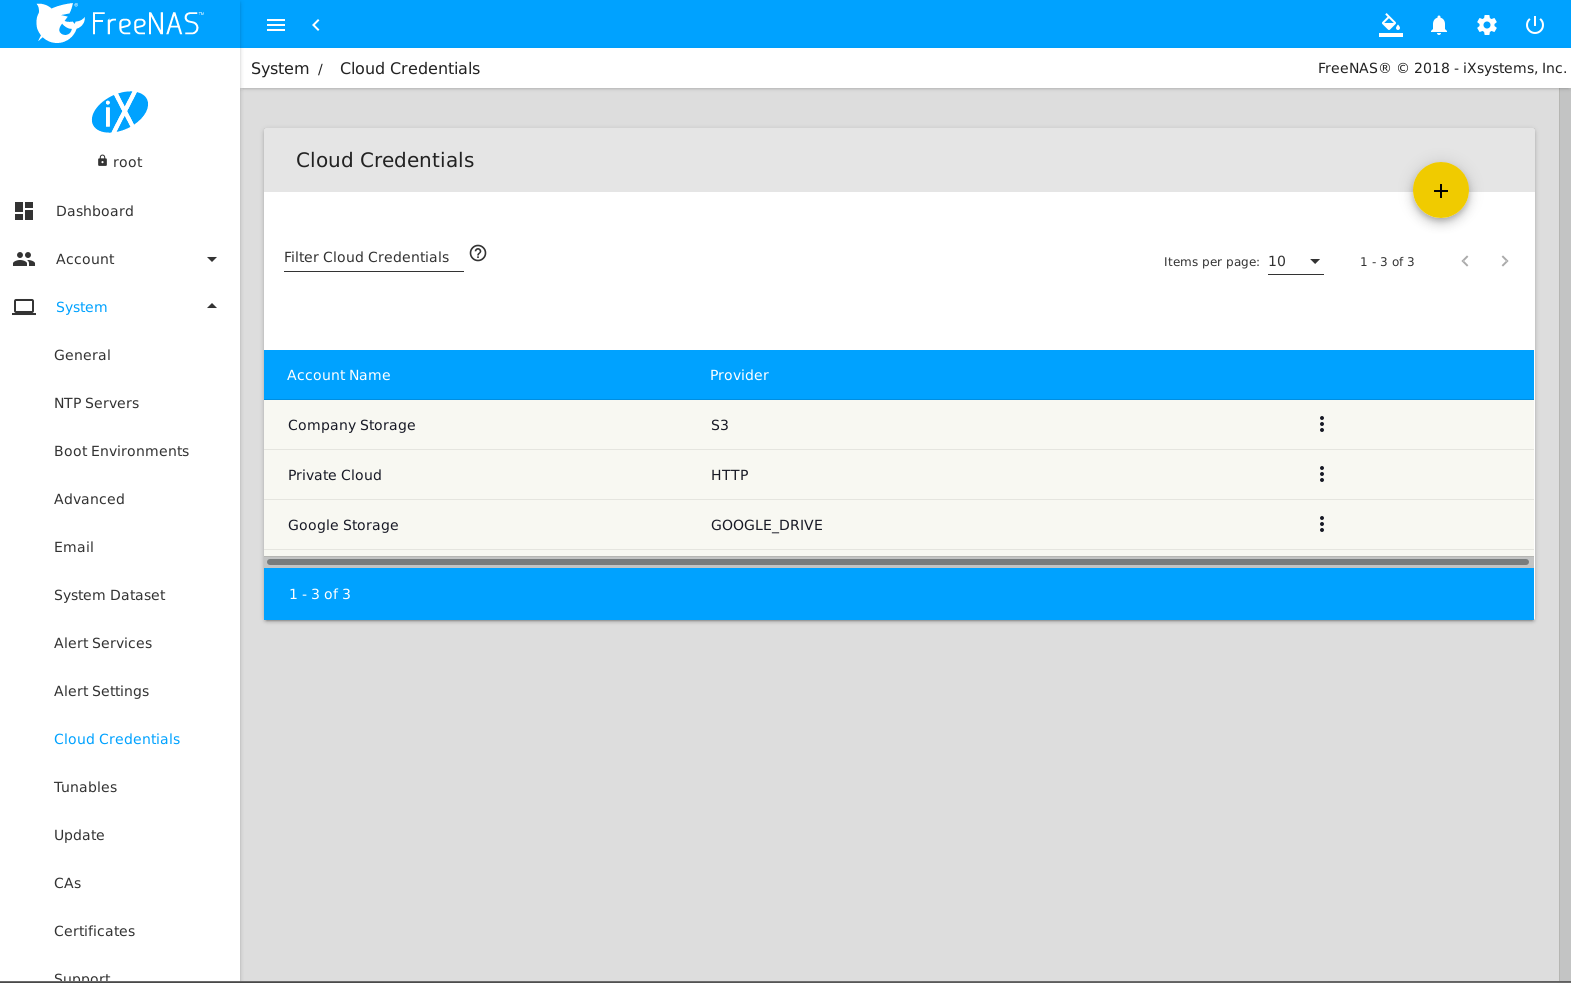 FreeNAS™
System / Cloud Credentials
FreeNAS® © 2018 - iXsystems, Inc.
iX
root
Dashboard
Account
System
General
NTP Servers
Boot Environments
Advanced
Email
System Dataset
Alert Services
Alert Settings
Cloud Credentials
Tunables
Update
CAs
Certificates
Support
Cloud Credentials
+
Filter Cloud Credentials ?
Items per page: 10 1 - 3 of 3
Account Name Provider
Company Storage S3
Private Cloud HTTP
Google Storage GOOGLE_DRIVE
1 - 3 of 3